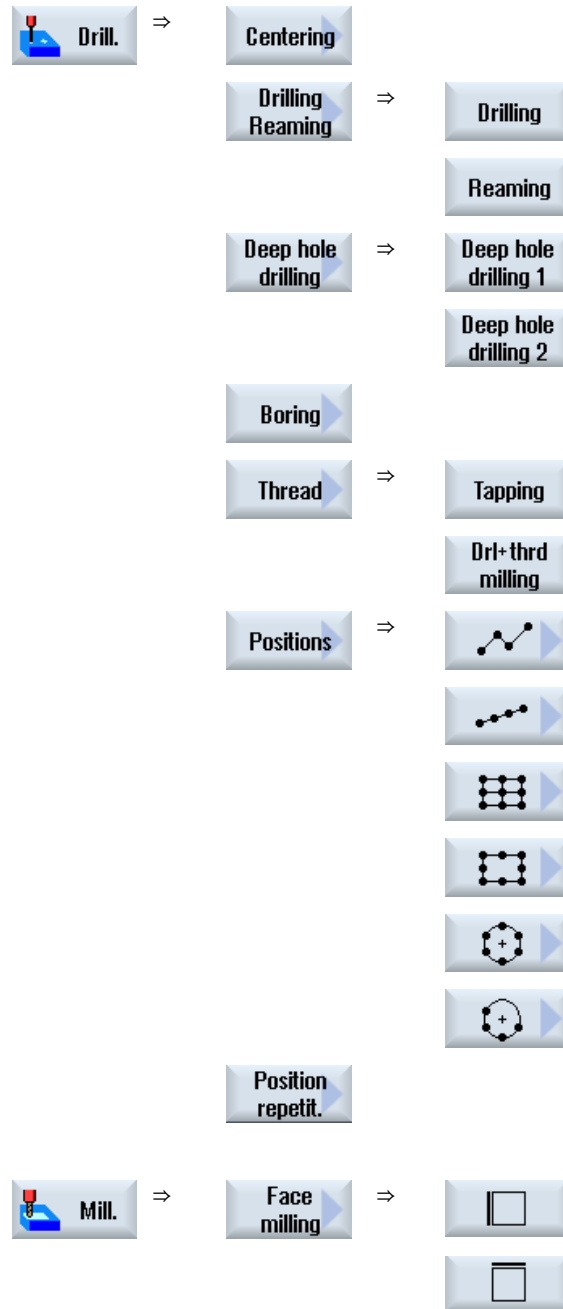 Drill.
⇒
Centering
Drilling
Reaming
⇒
Drilling
Reaming
Deep hole
drilling
⇒
Deep hole
drilling 1
Deep hole
drilling 2
Boring
Thread
⇒
Tapping
Drl+thrd
milling
Positions
⇒
Position
repetit.
Mill.
⇒
Face
milling
⇒